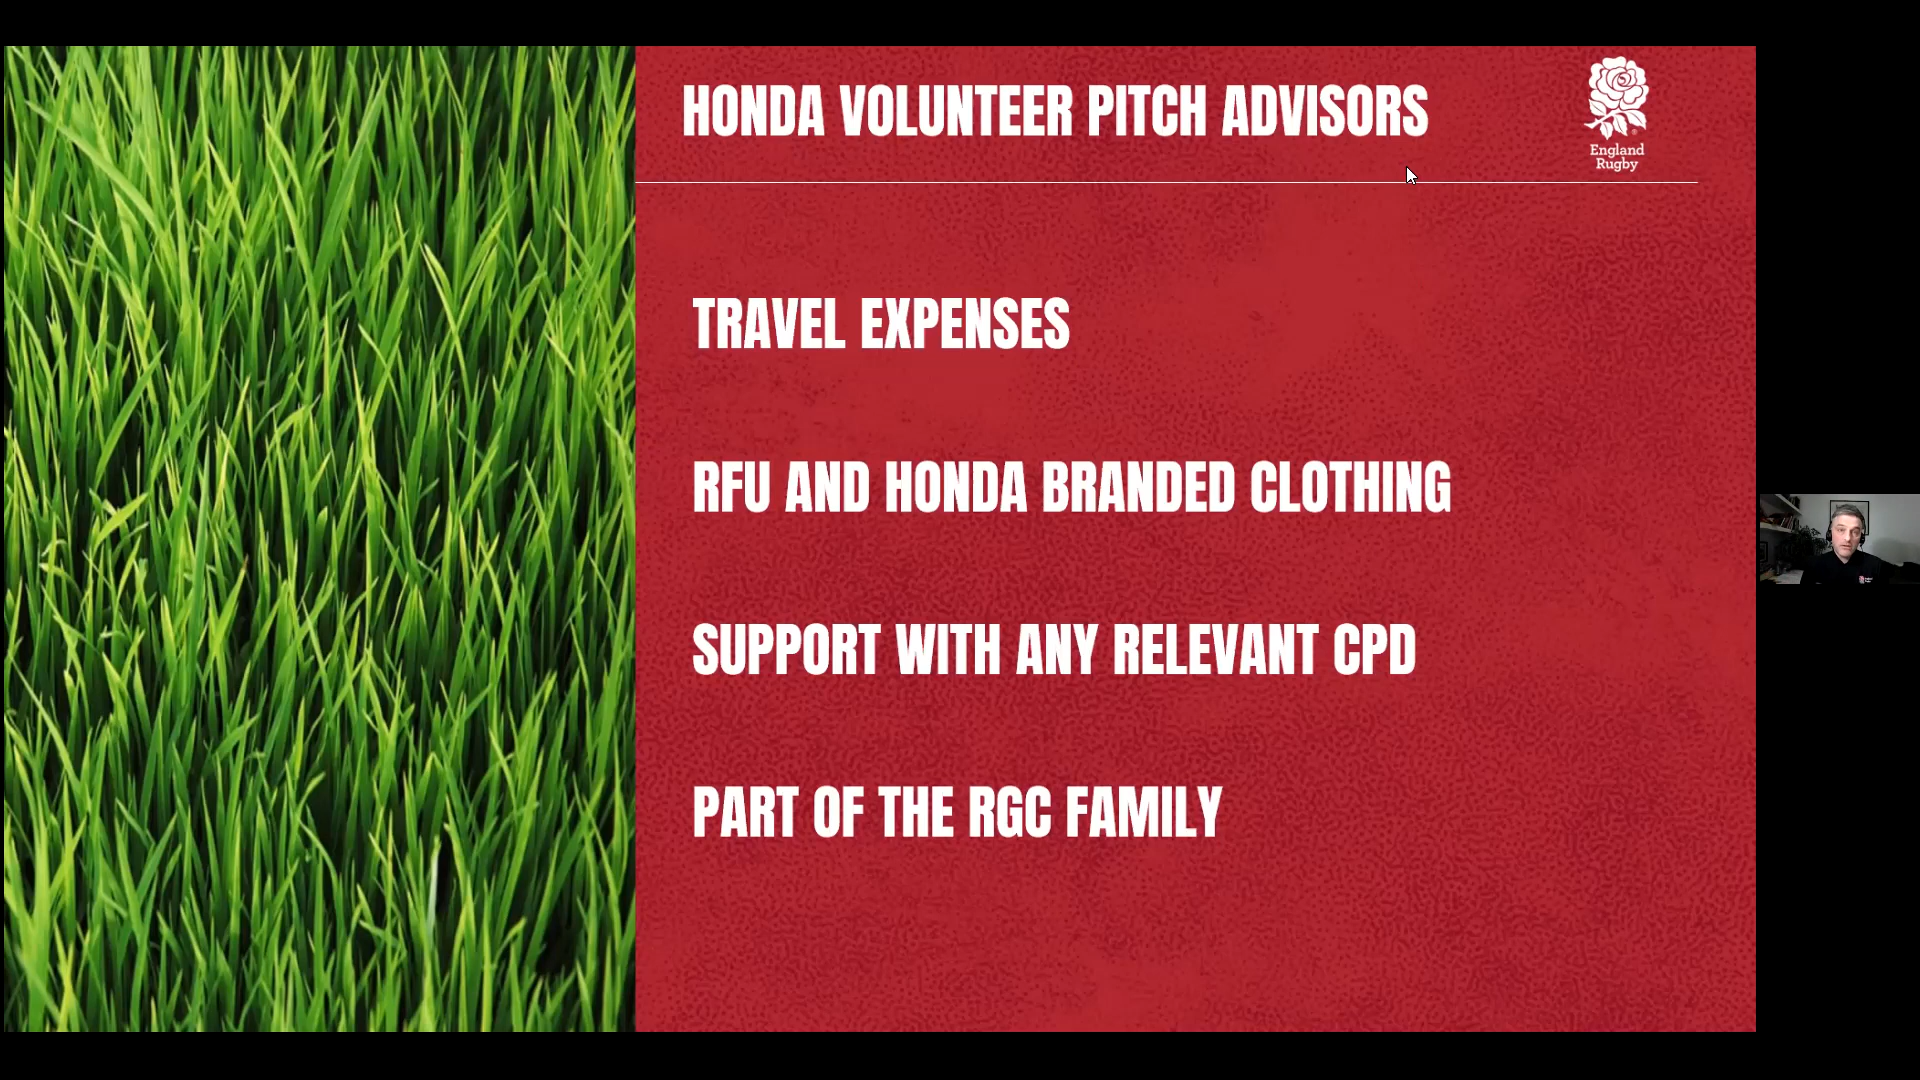 HONDA VOLUNTEER PITCH ADVISORS
England
Rugby
TRAVEL EXPENSES
RFU AND HONDA BRANDED CLOTHING
SUPPORT WITH ANY RELEVANT CPD
PART OF THE RGC FAMILY